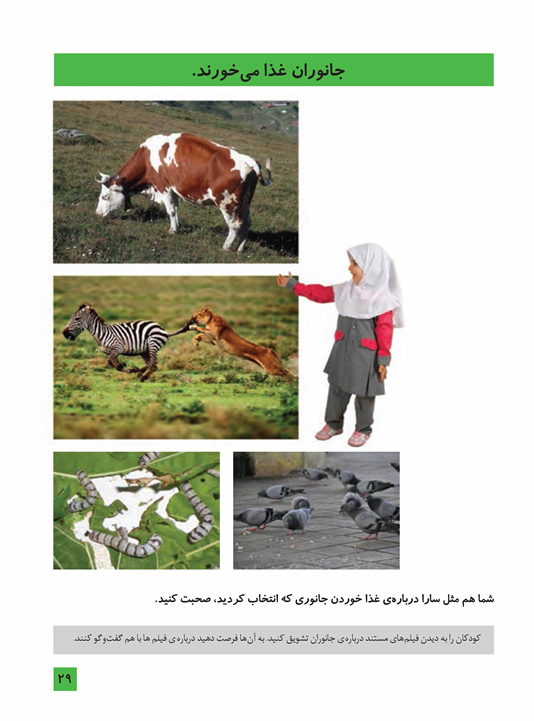 جانوران غذا می‌خورند.
شما هم مثل سارا درباره‌ی غذا خوردن جانوری که انتخاب کردید، صحبت کنید.
کودکان را به دیدن فیلم‌های مستند درباره‌ی جانوران تشویق کنید. به آن‌ها فرصت دهید درباره‌ی فیلم ها با هم گفت‌وگو کنند.
۲۹